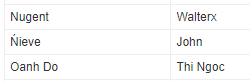 Nugent Walterx
Ńieve John
Oanh Do Thi Ngoc